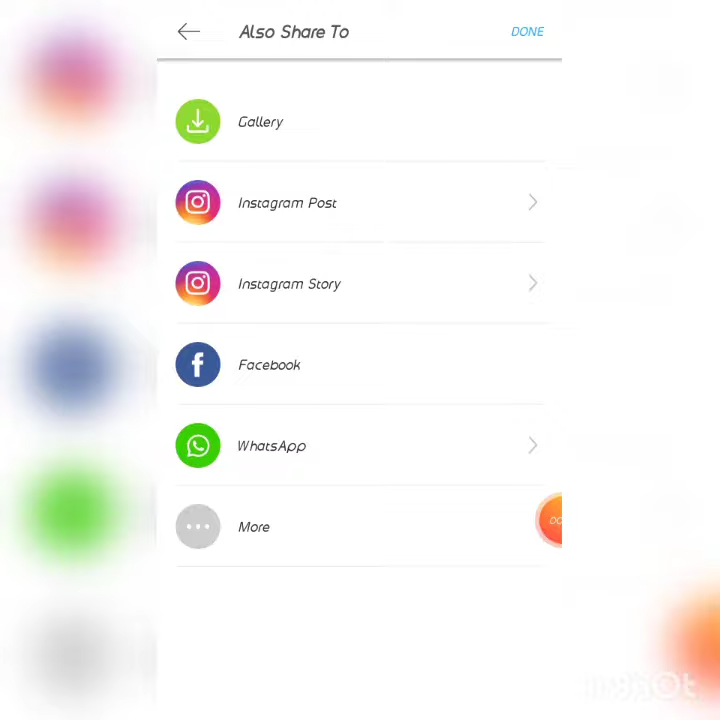 Also Share To
DONE
Gallery
Instagram Post
Instagram Story
Facebook
WhatsApp
More